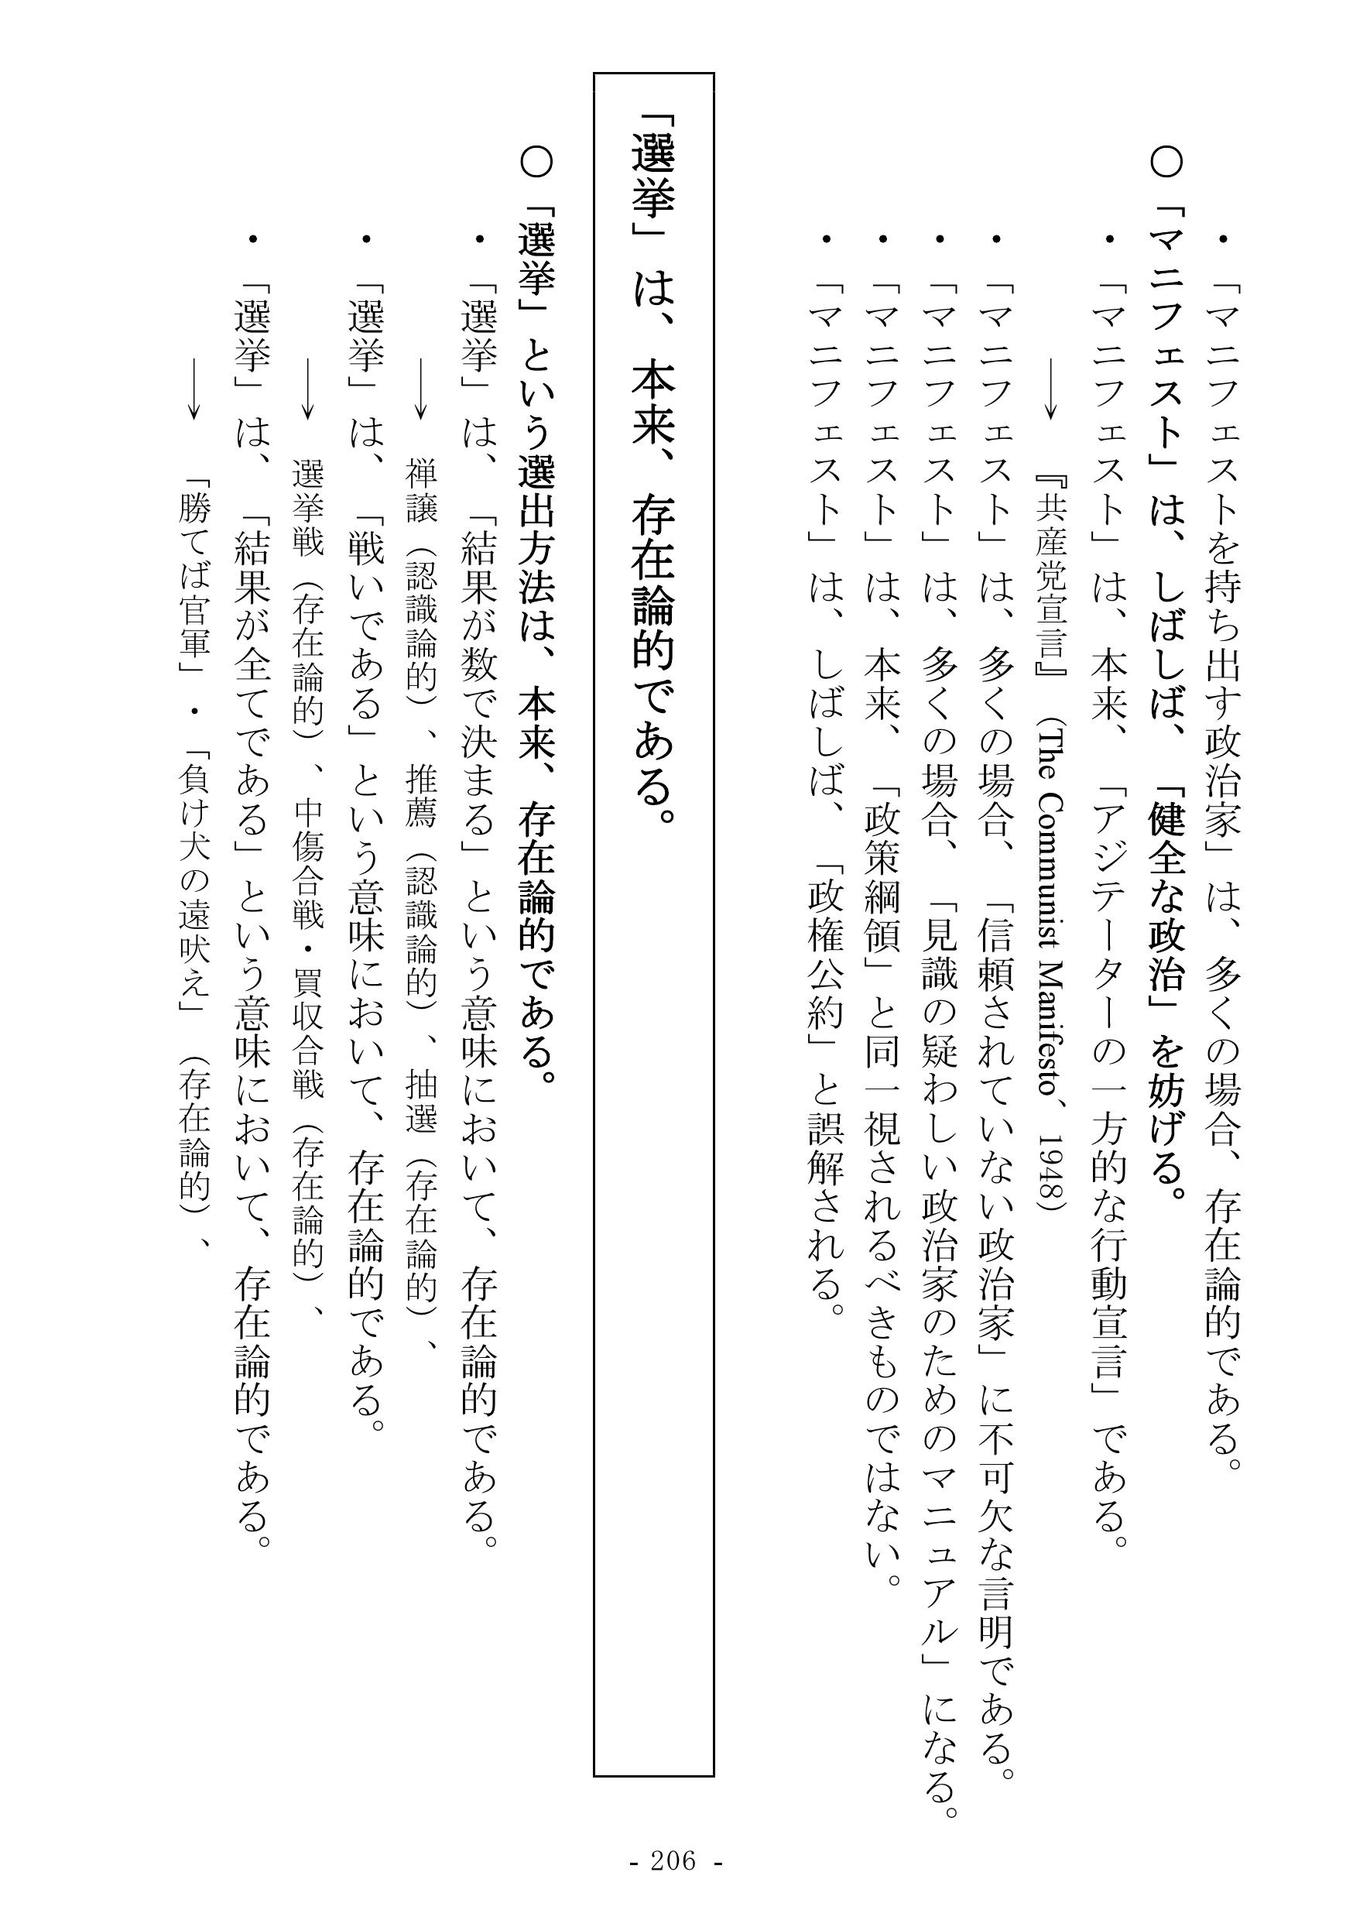 ・「マニフェストを持ち出す政治家」は、多くの場合、存在論的である。
○「マニフェスト」は、しばしば、「健全な政治」を妨げる。
・「マニフェスト」は、本来、「アジテーターの一方的な行動宣言」である。
→『共産党宣言』（The Communist Manifesto、1948）
・「マニフェスト」は、多くの場合、「信頼されていない政治家」に不可欠な言明である。
・「マニフェスト」は、多くの場合、「見識の疑わしい政治家のためのマニュアル」になる。
・「マニフェスト」は、本来、「政策綱領」と同一視されるべきものではない。
・「マニフェスト」は、しばしば、「政権公約」と誤解される。
「選挙」は、本来、存在論的である。
○「選挙」という選出方法は、本来、存在論的である。
・「選挙」は、「結果が数で決まる」という意味において、存在論的である。
→禅譲（認識論的）、推薦（認識論的）、抽選（存在論的）、
・「選挙」は、「戦いである」という意味において、存在論的である。
→選挙戦（存在論的）、中傷合戦・買収合戦（存在論的）、
・「選挙」は、「結果が全てである」という意味において、存在論的である。
→「勝てば官軍」・「負け犬の遠吠え」（存在論的）、
- 206 -